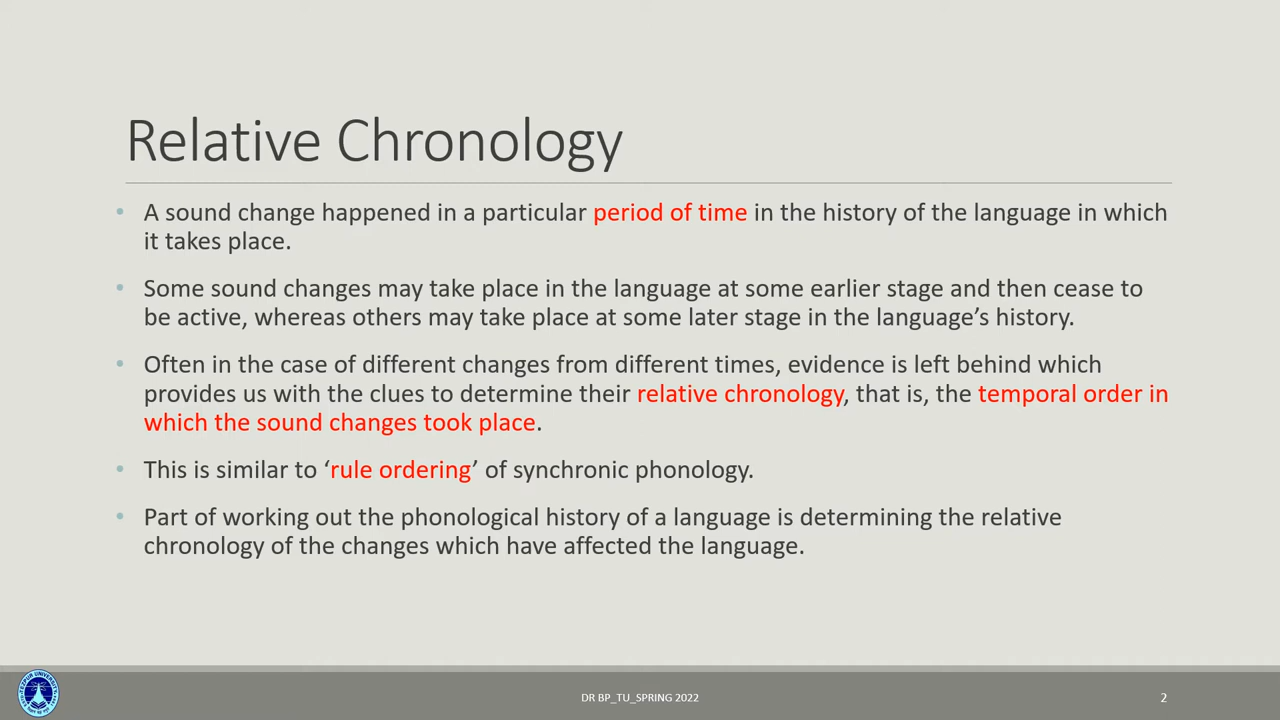 Relative Chronology
• A sound change happened in a particular period of time in the history of the language in which
it takes place.
• Some sound changes may take place in the language at some earlier stage and then cease to
be active, whereas others may take place at some later stage in the language’s history.
• Often in the case of different changes from different times, evidence is left behind which
provides us with the clues to determine their relative chronology, that is, the temporal order in
which the sound changes took place.
• This is similar to ‘rule ordering’ of synchronic phonology.
• Part of working out the phonological history of a language is determining the relative
chronology of the changes which have affected the language.
DR BP_TU_SPRING 2022
2